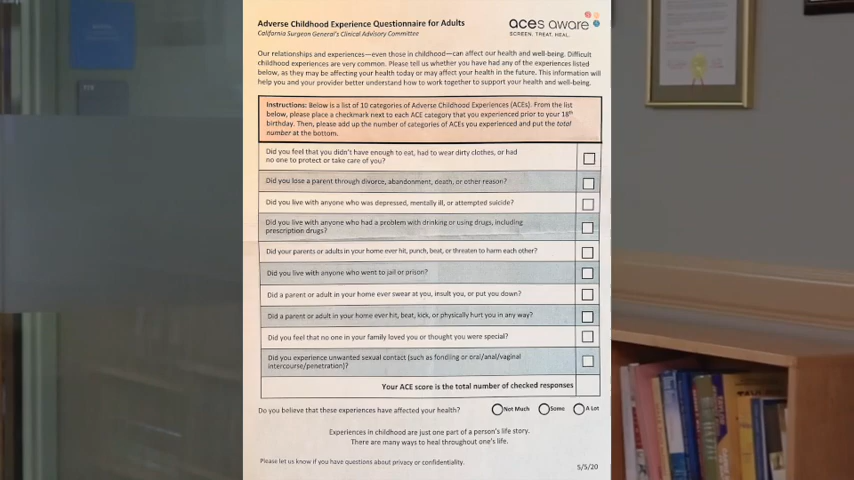 Adverse Childhood Experience Questionnaire for Adults
California Surgeon General's Clinical Advisory Committee
aces aware
SCREEN. TREAT. HEAL.
Our relationships and experiences—even those in childhood—can affect our health and well-being. Difficult
childhood experiences are very common. Please tell us whether you have had any of the experiences listed
below, as they may be affecting your health today or may affect your health in the future. This information will
help you and your provider better understand how to work together to support your health and well-being.
Instructions: Below is a list of 10 categories of Adverse Childhood Experiences (ACEs). From the list
below, please place a checkmark next to each ACE category that you experienced prior to your 18th
birthday. Then, please add up the number of categories of ACEs you experienced and put the total
number at the bottom.
Did you feel that you didn't have enough to eat, had to wear dirty clothes, or had
no one to protect or take care of you?
Did you lose a parent through divorce, abandonment, death, or other reason?
Did you live with anyone who was depressed, mentally ill, or attempted suicide?
Did you live with anyone who had a problem with drinking or using drugs, including
prescription drugs?
Did your parents or adults in your home ever hit, punch, beat, or threaten to harm each other?
Did you live with anyone who went to jail or prison?
Did a parent or adult in your home ever swear at you, insult you, or put you down?
Did a parent or adult in your home ever hit, beat, kick, or physically hurt you in any way?
Did you feel that no one in your family loved you or thought you were special?
Did you experience unwanted sexual contact (such as fondling or oral/anal/vaginal
intercourse/penetration)?
Your ACE score is the total number of checked responses
Do you believe that these experiences have affected your health? Not Much Some A Lot
Experiences in childhood are just one part of a person's life story.
There are many ways to heal throughout one's life.
Please let us know if you have questions about privacy or confidentiality.
5/5/20